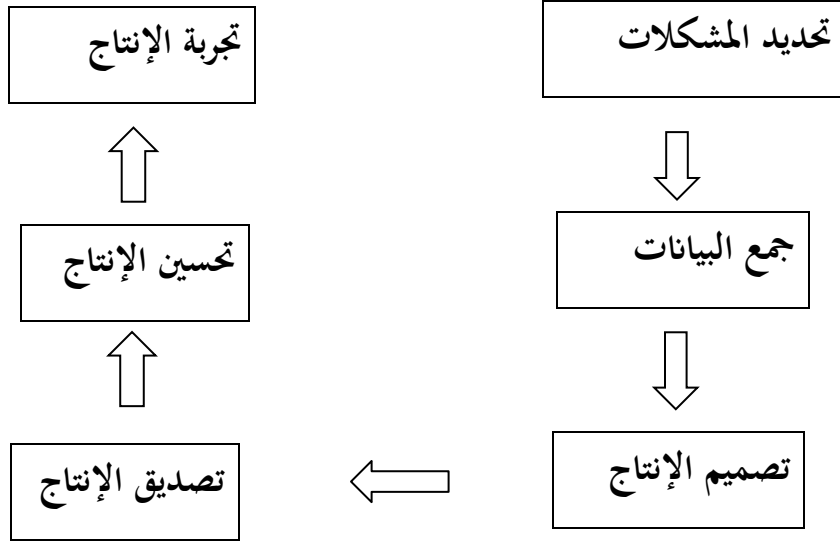 تحديد المشكلات
جمع البيانات
تصميم الإنتاج
تصديق الإنتاج
تحسين الإنتاج
تجربة الإنتاج